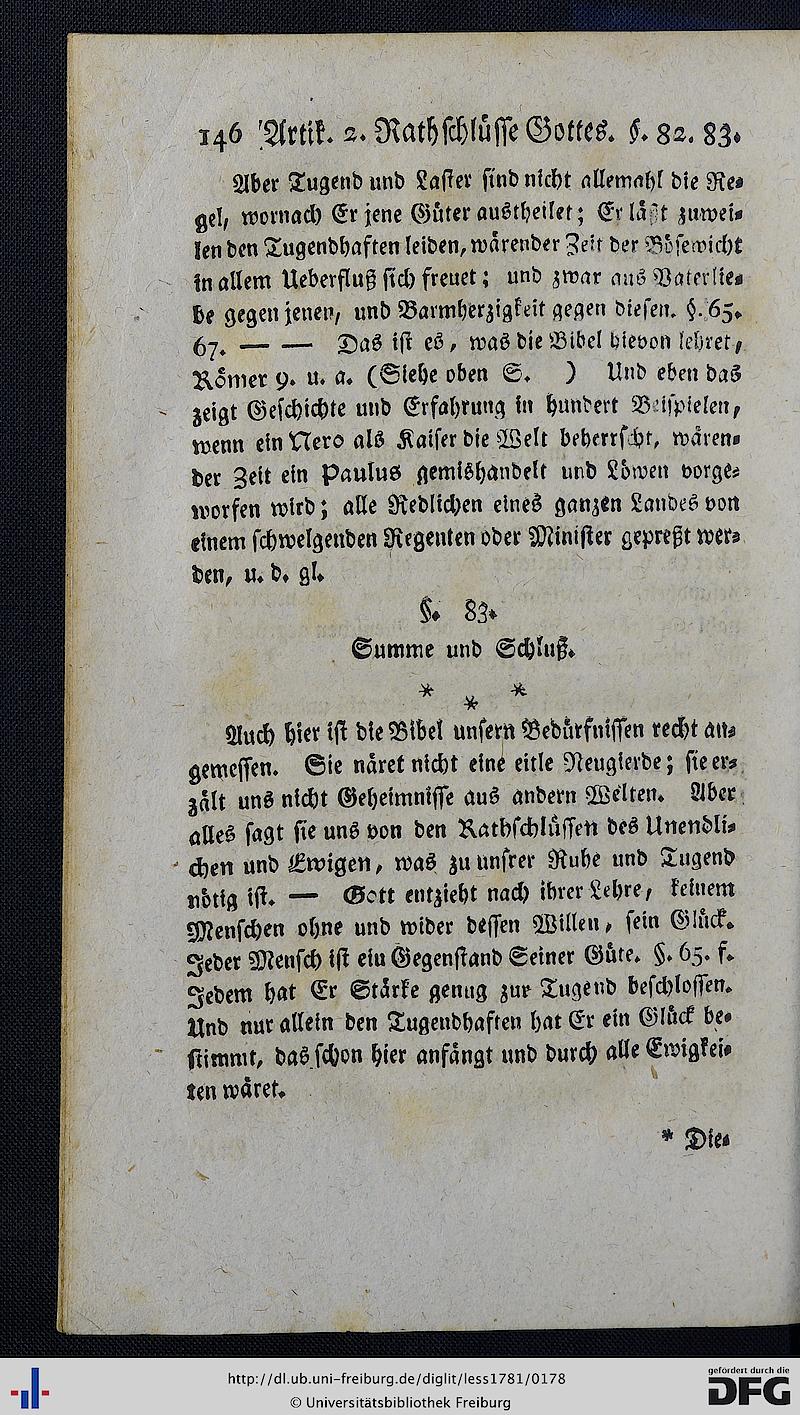 146 Artik. 2. Rathschlüsse Gottes. §. 82. 83.
Aber Tugend und Laster sind nicht allemahl die Re-
gel, wornach Er jene Güter austheilet; Er läßt zuwei-
len den Tugendhaften leiden, wärender Zeit der Bösewicht
in allem Ueberfluß sich freuet; und zwar aus Vaterlie-
be gegen jenen, und Barmherzigkeit gegen diesen. §. 65.
67. — — Das ist es, was die Bibel hievon lehret,
Römer 9. u. a. (Siehe oben S. ) Und eben das
zeigt Geschichte und Erfahrung in hundert Beispielen,
wenn ein Nero als Kaiser die Welt beherrscht, wären-
der Zeit ein Paulus gemishandelt und Löwen vorge-
worfen wird; alle Redlichen eines ganzen Landes von
einem schwelgenden Regenten oder Minister gepreßt wer-
den, u. d. gl.
§. 83.
Summe und Schluß.
* * *
Auch hier ist die Bibel unsern Bedürfnissen recht an-
gemessen. Sie näret nicht eine eitle Neugierde; sie er-
zält uns nicht Geheimnisse aus andern Welten. Aber
alles sagt sie uns von den Rathschlüssen des Unendli-
chen und Ewigen, was zu unsrer Ruhe und Tugend
nötig ist. — Gott entzieht nach ihrer Lehre, keinem
Menschen ohne und wider dessen Willen, sein Glück.
Jeder Mensch ist ein Gegenstand Seiner Güte. §. 65. f.
Jedem hat Er Stärke genug zur Tugend beschlossen.
Und nur allein den Tugendhaften hat Er ein Glück be-
stimmt, das schon hier anfängt und durch alle Ewigkei-
ten wäret.
* Die-
http://dl.ub.uni-freiburg.de/diglit/less1781/0178
© Universitätsbibliothek Freiburg
gefördert durch die
DFG